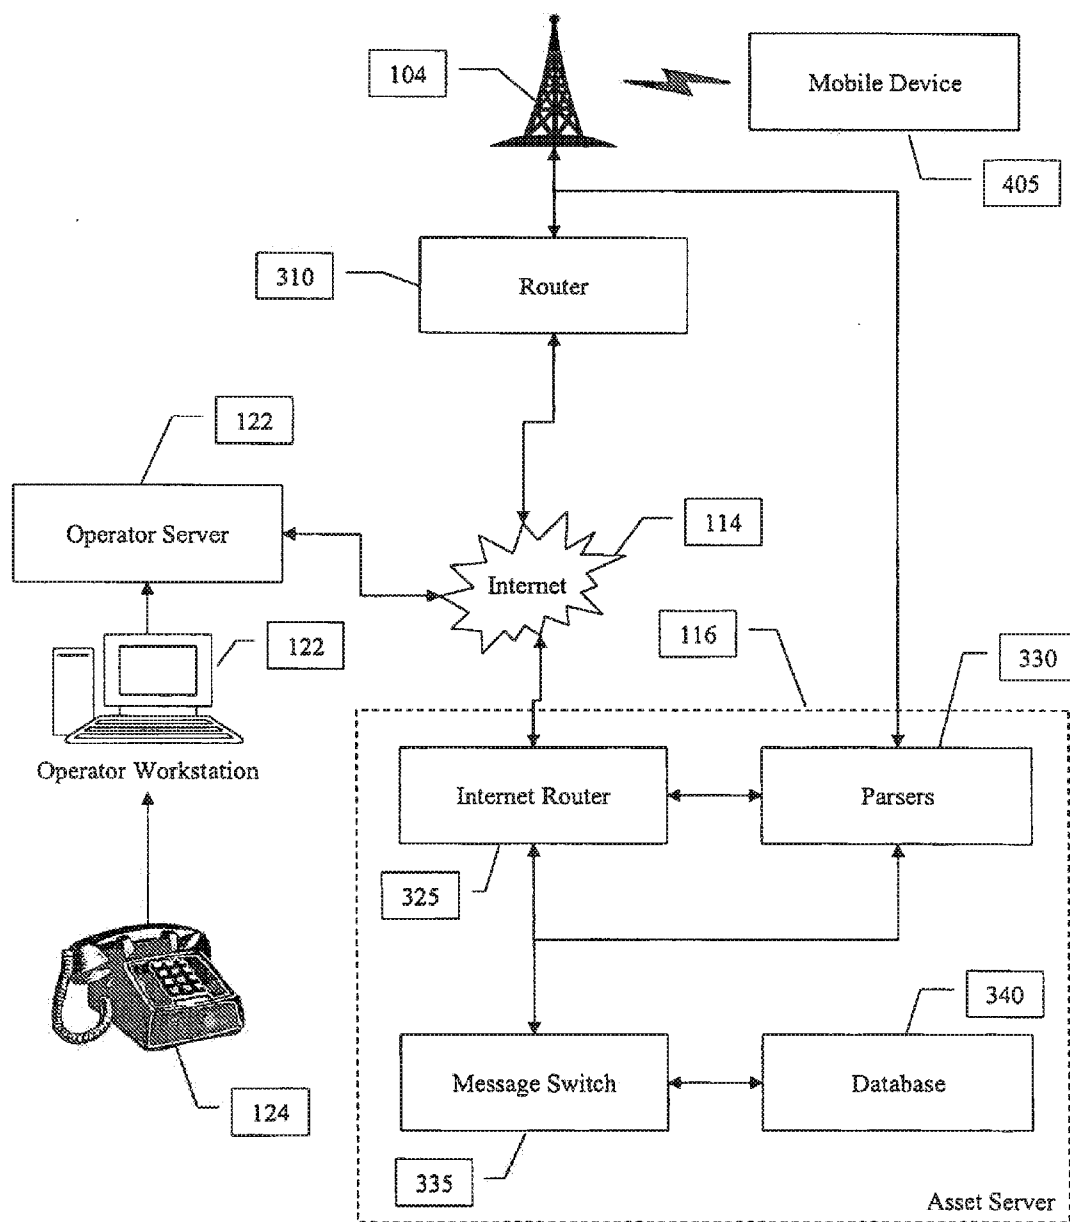 104
Mobile Device
405
310
Router
122
Operator Server
114
Internet
122
116
330
Operator Workstation
Internet Router
Parsers
325
340
Message Switch
Database
124
335
Asset Server